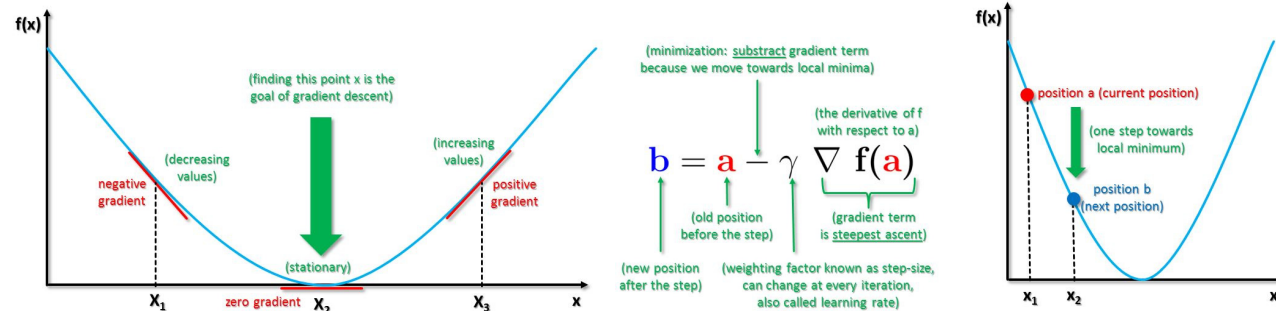 f(x)
(finding this point x is the
goal of gradient descent)
(decreasing
values)
negative
gradient
(increasing
values)
positive
gradient
(stationary)
zero gradient
X₁
X₂
X₃
x
(minimization: substract gradient term
because we move towards local minima)
(the derivative of f
with respect to a)
b = a − γ ∇ f(a)
(old position
before the step)
(gradient term
is steepest ascent)
(new position
after the step)
(weighting factor known as step-size,
can change at every iteration,
also called learning rate)
f(x)
position a (current position)
(one step towards
local minimum)
position b
(next position)
x₁
x₂
x